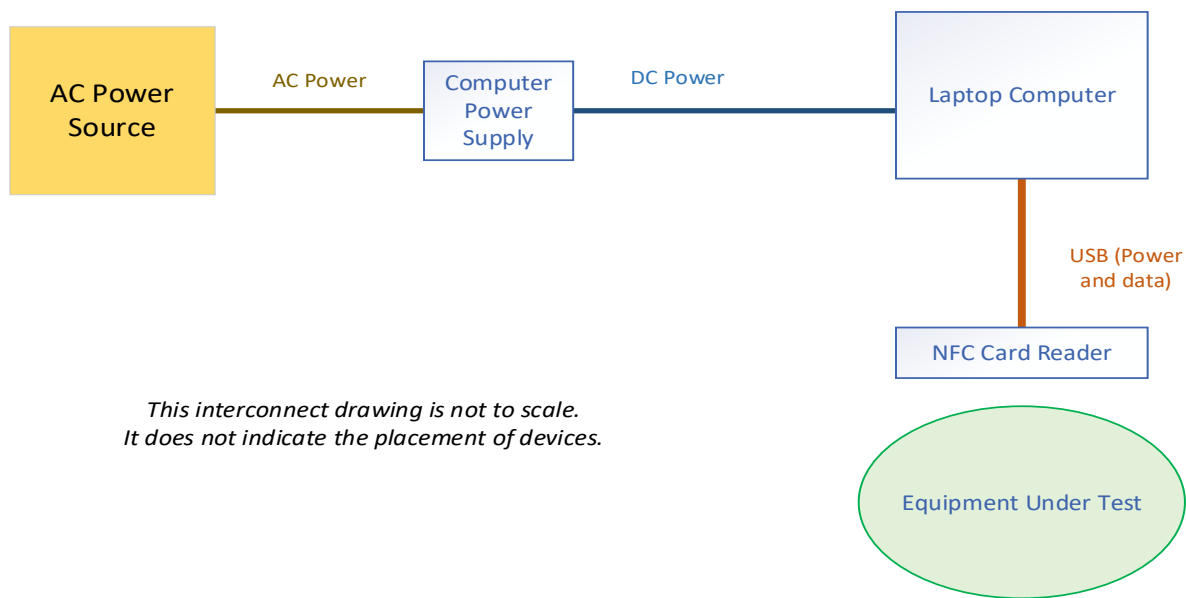 AC Power
Source
AC Power
Computer
Power
Supply
DC Power
Laptop Computer
USB (Power
and data)
NFC Card Reader
This interconnect drawing is not to scale.
It does not indicate the placement of devices.
Equipment Under Test